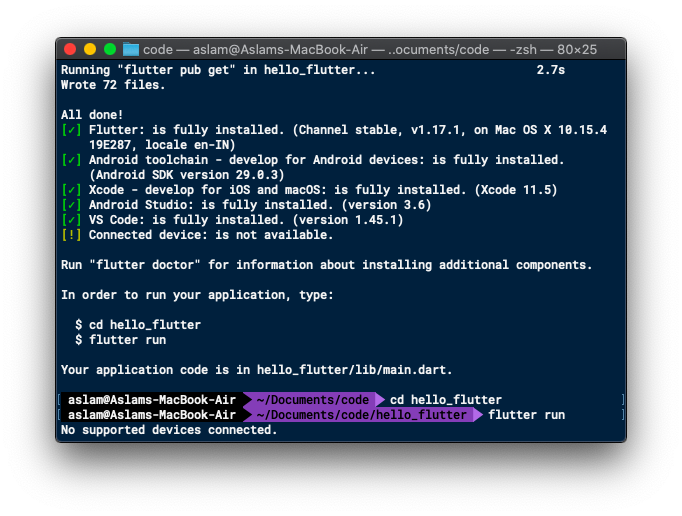 code — aslam@Aslams-MacBook-Air — ..ocuments/code — -zsh — 80×25
Running "flutter pub get" in hello_flutter...                       2.7s
Wrote 72 files.

All done!
[✓] Flutter: is fully installed. (Channel stable, v1.17.1, on Mac OS X 10.15.4
    19E287, locale en-IN)
[✓] Android toolchain - develop for Android devices: is fully installed.
    (Android SDK version 29.0.3)
[✓] Xcode - develop for iOS and macOS: is fully installed. (Xcode 11.5)
[✓] Android Studio: is fully installed. (version 3.6)
[✓] VS Code: is fully installed. (version 1.45.1)
[!] Connected device: is not available.

Run "flutter doctor" for information about installing additional components.

In order to run your application, type:

  $ cd hello_flutter
  $ flutter run

Your application code is in hello_flutter/lib/main.dart.

[ aslam@Aslams-MacBook-Air  ~/Documents/code  cd hello_flutter ]
[ aslam@Aslams-MacBook-Air  ~/Documents/code/hello_flutter  flutter run ]
No supported devices connected.